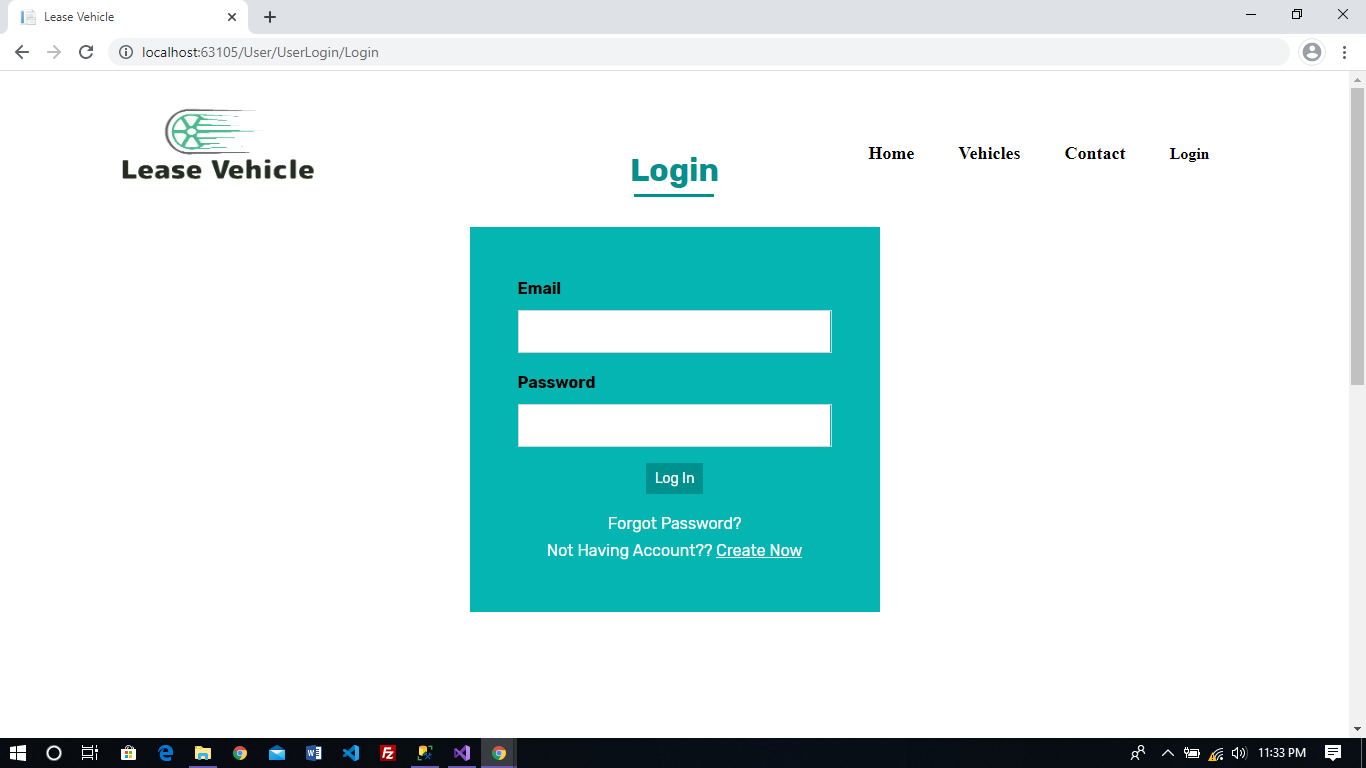 Lease Vehicle
localhost:63105/User/UserLogin/Login
Lease Vehicle
Login
Home Vehicles Contact Login
Email
Password
Log In
Forgot Password?
Not Having Account?? Create Now
11:33 PM